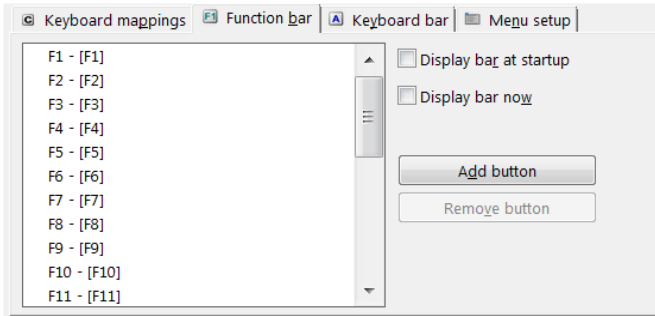 Keyboard mappings Function bar Keyboard bar Menu setup
F1 - [F1]
F2 - [F2]
F3 - [F3]
F4 - [F4]
F5 - [F5]
F6 - [F6]
F7 - [F7]
F8 - [F8]
F9 - [F9]
F10 - [F10]
F11 - [F11]
Display bar at startup
Display bar now
Add button
Remove button